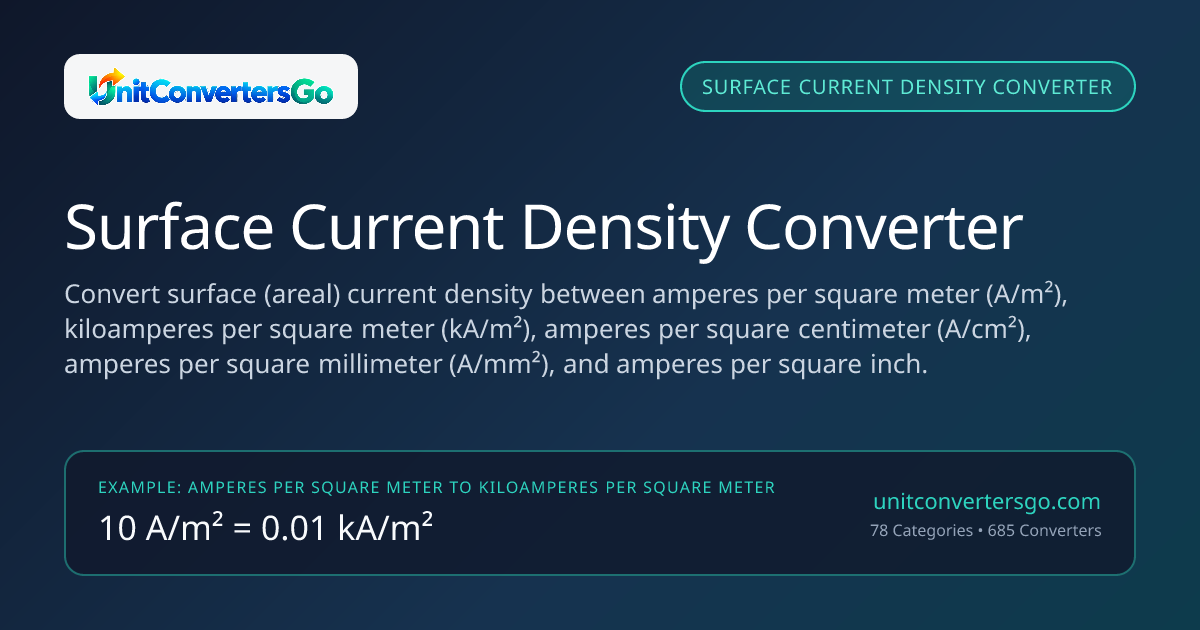 UnitConvertersGo
SURFACE CURRENT DENSITY CONVERTER
Surface Current Density Converter
Convert surface (areal) current density between amperes per square meter (A/m²),
kiloamperes per square meter (kA/m²), amperes per square centimeter (A/cm²),
amperes per square millimeter (A/mm²), and amperes per square inch.
EXAMPLE: AMPERES PER SQUARE METER TO KILOAMPERES PER SQUARE METER
10 A/m² = 0.01 kA/m²
unitconvertersgo.com
78 Categories • 685 Converters